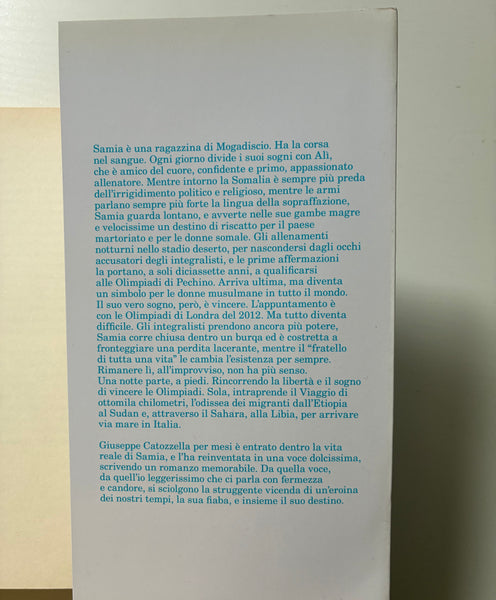 Samia è una ragazzina di Mogadiscio. Ha la corsa
nel sangue. Ogni giorno divide i suoi sogni con Alì,
che è amico del cuore, confidente e primo, appassionato
allenatore. Mentre intorno la Somalia è sempre più preda
dell'irrigidimento politico e religioso, mentre le armi
parlano sempre più forte la lingua della sopraffazione,
Samia guarda lontano, e avverte nelle sue gambe magre
e velocissime un destino di riscatto per il paese
martoriato e per le donne somale. Gli allenamenti
notturni nello stadio deserto, per nascondersi dagli occhi
accusatori degli integralisti, e le prime affermazioni
la portano, a soli diciassette anni, a qualificarsi
alle Olimpiadi di Pechino. Arriva ultima, ma diventa
un simbolo per le donne musulmane in tutto il mondo.
Il suo vero sogno, però, è vincere. L'appuntamento è
con le Olimpiadi di Londra del 2012. Ma tutto diventa
difficile. Gli integralisti prendono ancora più potere,
Samia corre chiusa dentro un burqa ed è costretta a
fronteggiare una perdita lacerante, mentre il "fratello
di tutta una vita" le cambia l'esistenza per sempre.
Rimanere lì, all'improvviso, non ha più senso.
Una notte parte, a piedi. Rincorrendo la libertà e il sogno
di vincere le Olimpiadi. Sola, intraprende il Viaggio di
ottomila chilometri, l'odissea dei migranti dall'Etiopia
al Sudan e, attraverso il Sahara, alla Libia, per arrivare
via mare in Italia.
Giuseppe Catozzella per mesi è entrato dentro la vita
reale di Samia, e l'ha reinventata in una voce dolcissima,
scrivendo un romanzo memorabile. Da quella voce,
da quell'io leggerissimo che ci parla con fermezza
e candore, si sciolgono la struggente vicenda di un'eroina
dei nostri tempi, la sua fiaba, e insieme il suo destino.